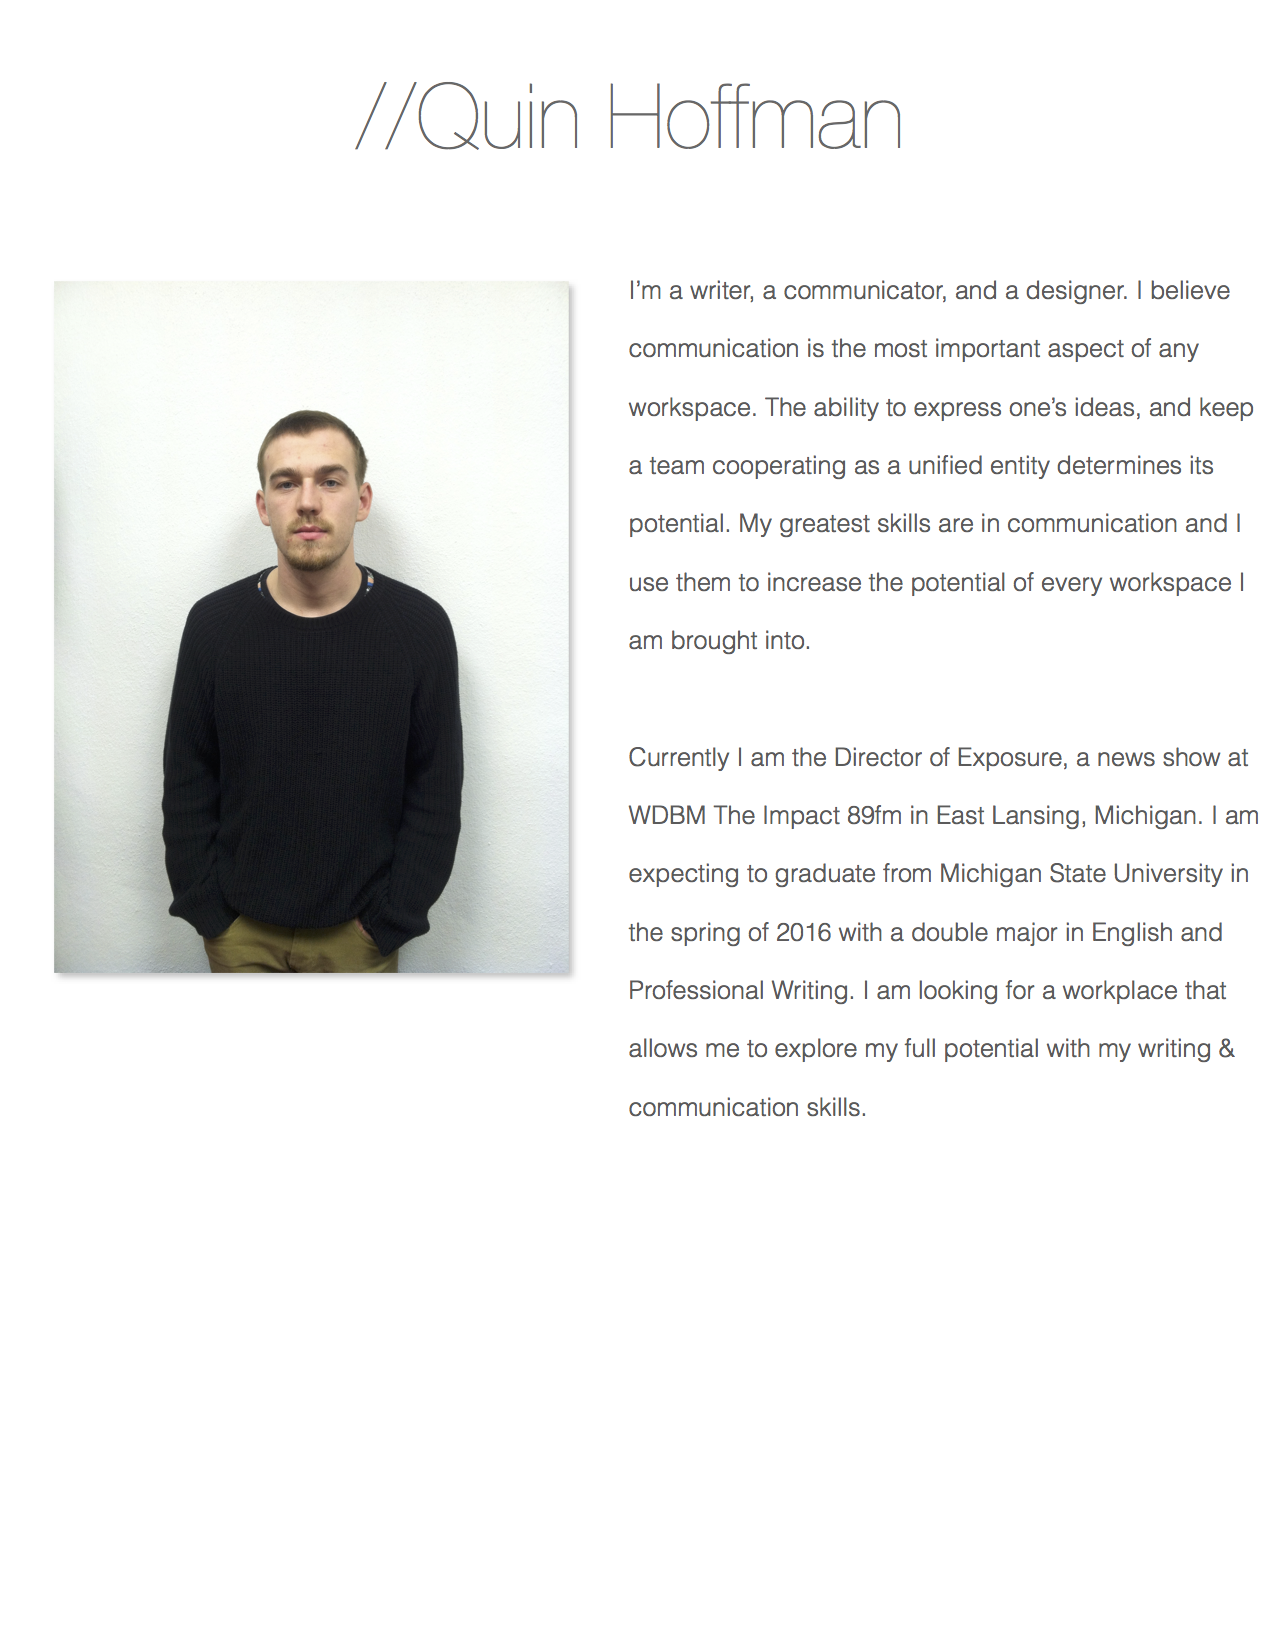 //Quin Hoffman
I’m a writer, a communicator, and a designer. I believe
communication is the most important aspect of any
workspace. The ability to express one’s ideas, and keep
a team cooperating as a unified entity determines its
potential. My greatest skills are in communication and I
use them to increase the potential of every workspace I
am brought into.
Currently I am the Director of Exposure, a news show at
WDBM The Impact 89fm in East Lansing, Michigan. I am
expecting to graduate from Michigan State University in
the spring of 2016 with a double major in English and
Professional Writing. I am looking for a workplace that
allows me to explore my full potential with my writing &
communication skills.